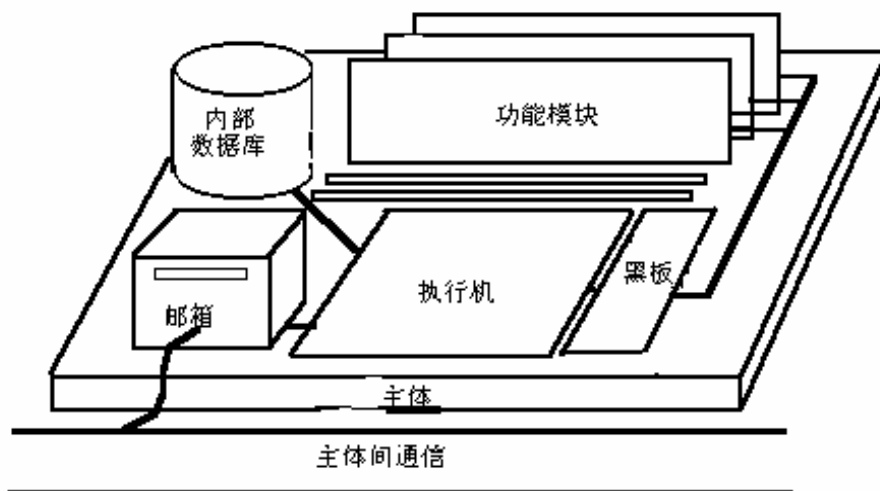 功能模块
内部
数据库
执行机
黑板
邮箱
主体
主体间通信